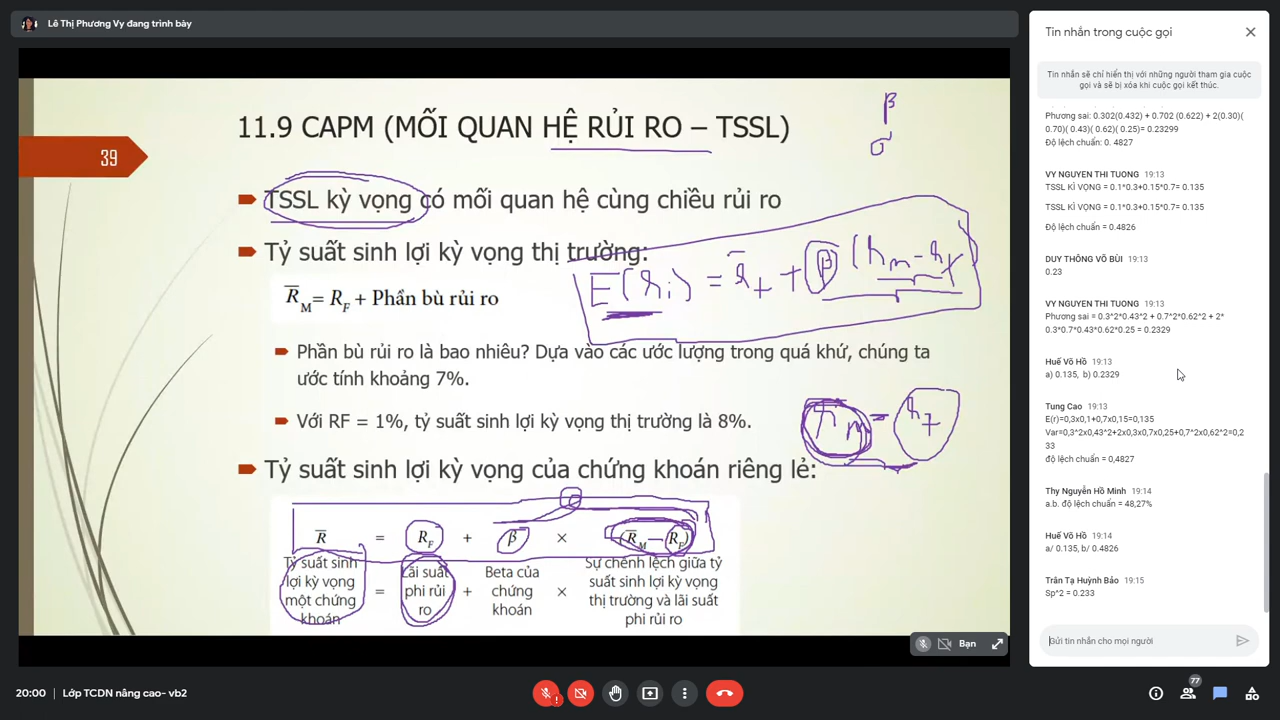 Lê Thị Phương Vy đang trình bày
39
11.9 CAPM (MỐI QUAN HỆ RỦI RO – TSSL)
β
σ
TSSL kỳ vọng có mối quan hệ cùng chiều rủi ro
Tỷ suất sinh lợi kỳ vọng thị trường:
E(ri) = rf + β (rm - rf)
R̅M= RF + Phần bù rủi ro
Phần bù rủi ro là bao nhiêu? Dựa vào các ước lượng trong quá khứ, chúng ta
ước tính khoảng 7%.
Với RF = 1%, tỷ suất sinh lợi kỳ vọng thị trường là 8%.
rm = rf
Tỷ suất sinh lợi kỳ vọng của chứng khoán riêng lẻ:
R̅ = RF + β × (R̅M – RF)
Tỷ suất sinh lợi kỳ vọng một chứng khoán = Lãi suất phi rủi ro + Beta của chứng khoán × Sự chênh lệch giữa tỷ suất sinh lợi kỳ vọng thị trường và lãi suất phi rủi ro
Bạn
20:00 | Lớp TCDN nâng cao- vb2
77
Tin nhắn trong cuộc gọi
Tin nhắn sẽ chỉ hiển thị với những người tham gia cuộc
gọi và sẽ bị xóa khi cuộc gọi kết thúc.
Phương sai: 0.302(0.432) + 0.702 (0.622) + 2(0.30)(
0.70)( 0.43)( 0.62)( 0.25)= 0.23299
Độ lệch chuẩn: 0. 4827
VY NGUYEN THI TUONG 19:13
TSSL KÌ VỌNG = 0.1*0.3+0.15*0.7= 0.135
TSSL KÌ VỌNG = 0.1*0.3+0.15*0.7= 0.135
Độ lệch chuẩn = 0.4826
DUY THÔNG VÕ BÙI 19:13
0.23
VY NGUYEN THI TUONG 19:13
Phương sai = 0.3^2*0.43^2 + 0.7^2*0.62^2 + 2*
0.3*0.7*0.43*0.62*0.25 = 0.2329
Huế Võ Hồ 19:13
a) 0.135, b) 0.2329
Tung Cao 19:13
E(r)=0,3x0,1+0,7x0,15=0,135
Var=0,3^2x0,43^2+2x0,3x0,7x0,25+0,7^2x0,62^2=0,2
33
độ lệch chuẩn = 0,4827
Thy Nguyễn Hồ Minh 19:14
a.b. độ lệch chuẩn = 48,27%
Huế Võ Hồ 19:14
a/ 0.135, b/ 0.4826
Trân Tạ Huỳnh Bảo 19:15
Sp^2 = 0.233
Gửi tin nhắn cho mọi người